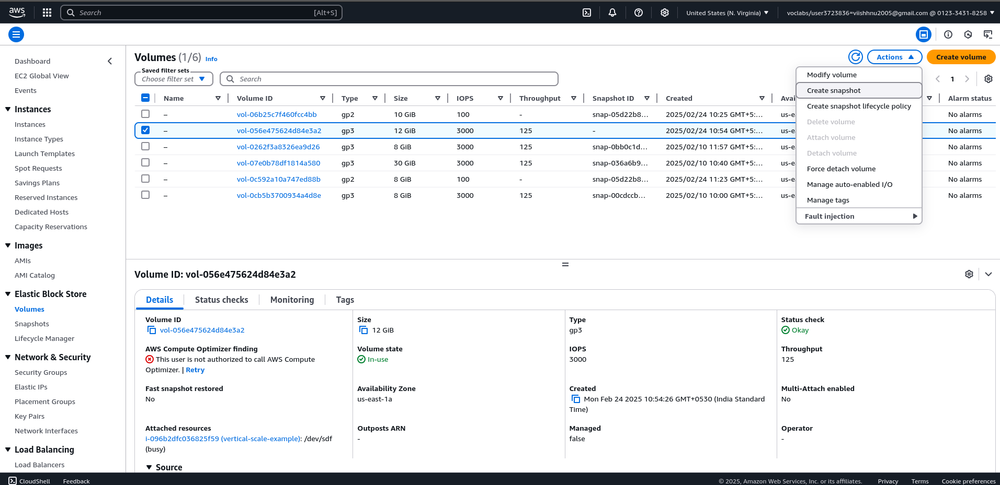 aws
Search [Alt+S]
United States (N. Virginia)
voclabs/user3723836=viishhnu2005@gmail.com @ 0123-3431-8258
Dashboard
EC2 Global View
Events
Instances
Instances
Instance Types
Launch Templates
Spot Requests
Savings Plans
Reserved Instances
Dedicated Hosts
Capacity Reservations
Images
AMIs
AMI Catalog
Elastic Block Store
Volumes
Snapshots
Lifecycle Manager
Network & Security
Security Groups
Elastic IPs
Placement Groups
Key Pairs
Network Interfaces
Load Balancing
Load Balancers
Volumes (1/6) Info
Actions
Create volume
Saved filter sets
Choose filter set
Search
1
Name Volume ID Type Size IOPS Throughput Snapshot ID Created Avai Alarm status
– vol-06b25c7f460fcc4bb gp2 10 GiB 100 - snap-05d22b8... 2025/02/24 10:25 GMT+5:... us-e No alarms
– vol-056e475624d84e3a2 gp3 12 GiB 3000 125 - 2025/02/24 10:54 GMT+5:... us-e No alarms
– vol-0262f3a8326ea9d26 gp3 8 GiB 3000 125 snap-0bb0c1d... 2025/02/10 11:57 GMT+5:... us-e No alarms
– vol-07e0b78df1814a580 gp3 30 GiB 3000 125 snap-036a6b9... 2025/02/10 10:40 GMT+5:... us-e No alarms
– vol-0c592a10a747ed88b gp2 8 GiB 100 - snap-05d22b8... 2025/02/24 11:23 GMT+5:... us-ea No alarms
– vol-0cb5b3700934a4d8e gp3 8 GiB 3000 125 snap-00cdccb... 2025/02/10 10:00 GMT+5:... us-ea No alarms
Modify volume
Create snapshot
Create snapshot lifecycle policy
Delete volume
Attach volume
Detach volume
Force detach volume
Manage auto-enabled I/O
Manage tags
Fault injection
Volume ID: vol-056e475624d84e3a2
Details Status checks Monitoring Tags
Volume ID
vol-056e475624d84e3a2
Size
12 GiB
Type
gp3
Status check
Okay
AWS Compute Optimizer finding
This user is not authorized to call AWS Compute
Optimizer. | Retry
Volume state
In-use
IOPS
3000
Throughput
125
Fast snapshot restored
No
Availability Zone
us-east-1a
Created
Mon Feb 24 2025 10:54:26 GMT+0530 (India Standard
Time)
Multi-Attach enabled
No
Attached resources
i-096b2dfc036825f59 (vertical-scale-example): /dev/sdf
(busy)
Outposts ARN
-
Managed
false
Operator
-
Source
CloudShell Feedback © 2025, Amazon Web Services, Inc. or its affiliates. Privacy Terms Cookie preferences